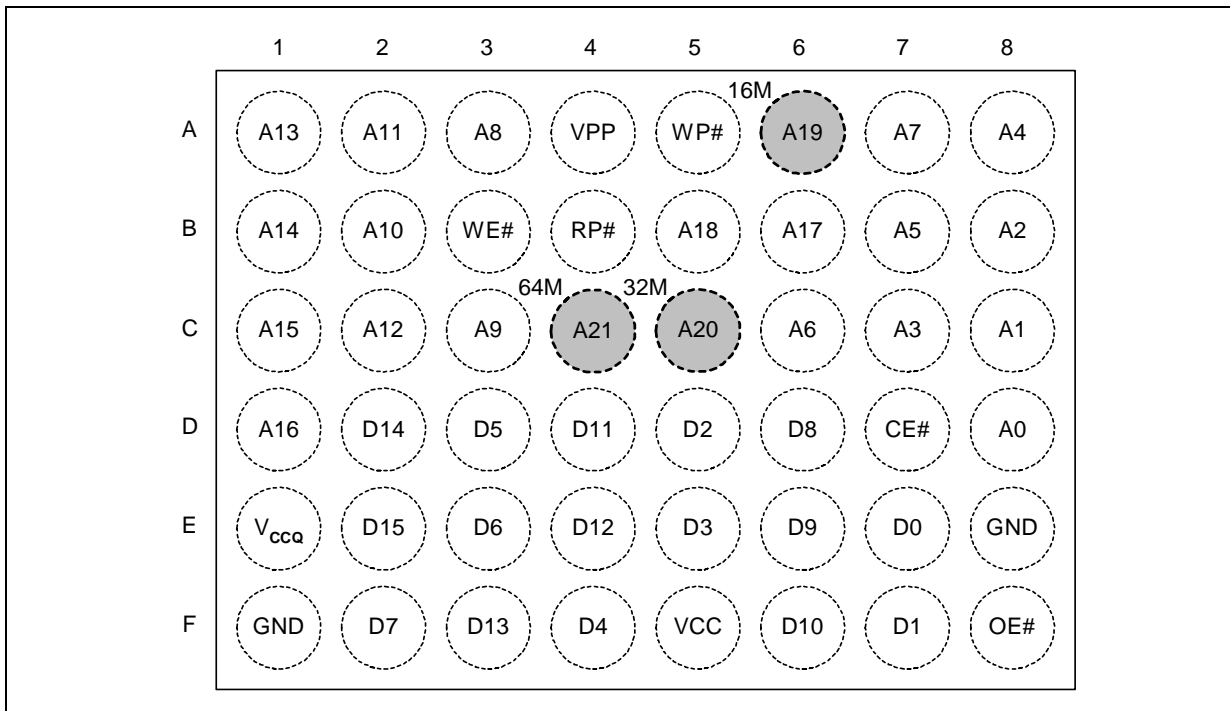 1 2 3 4 5 6 7 8
16M
A A13 A11 A8 VPP WP# A19 A7 A4
B A14 A10 WE# RP# A18 A17 A5 A2
64M 32M
C A15 A12 A9 A21 A20 A6 A3 A1
D A16 D14 D5 D11 D2 D8 CE# A0
E VCCQ D15 D6 D12 D3 D9 D0 GND
F GND D7 D13 D4 VCC D10 D1 OE#